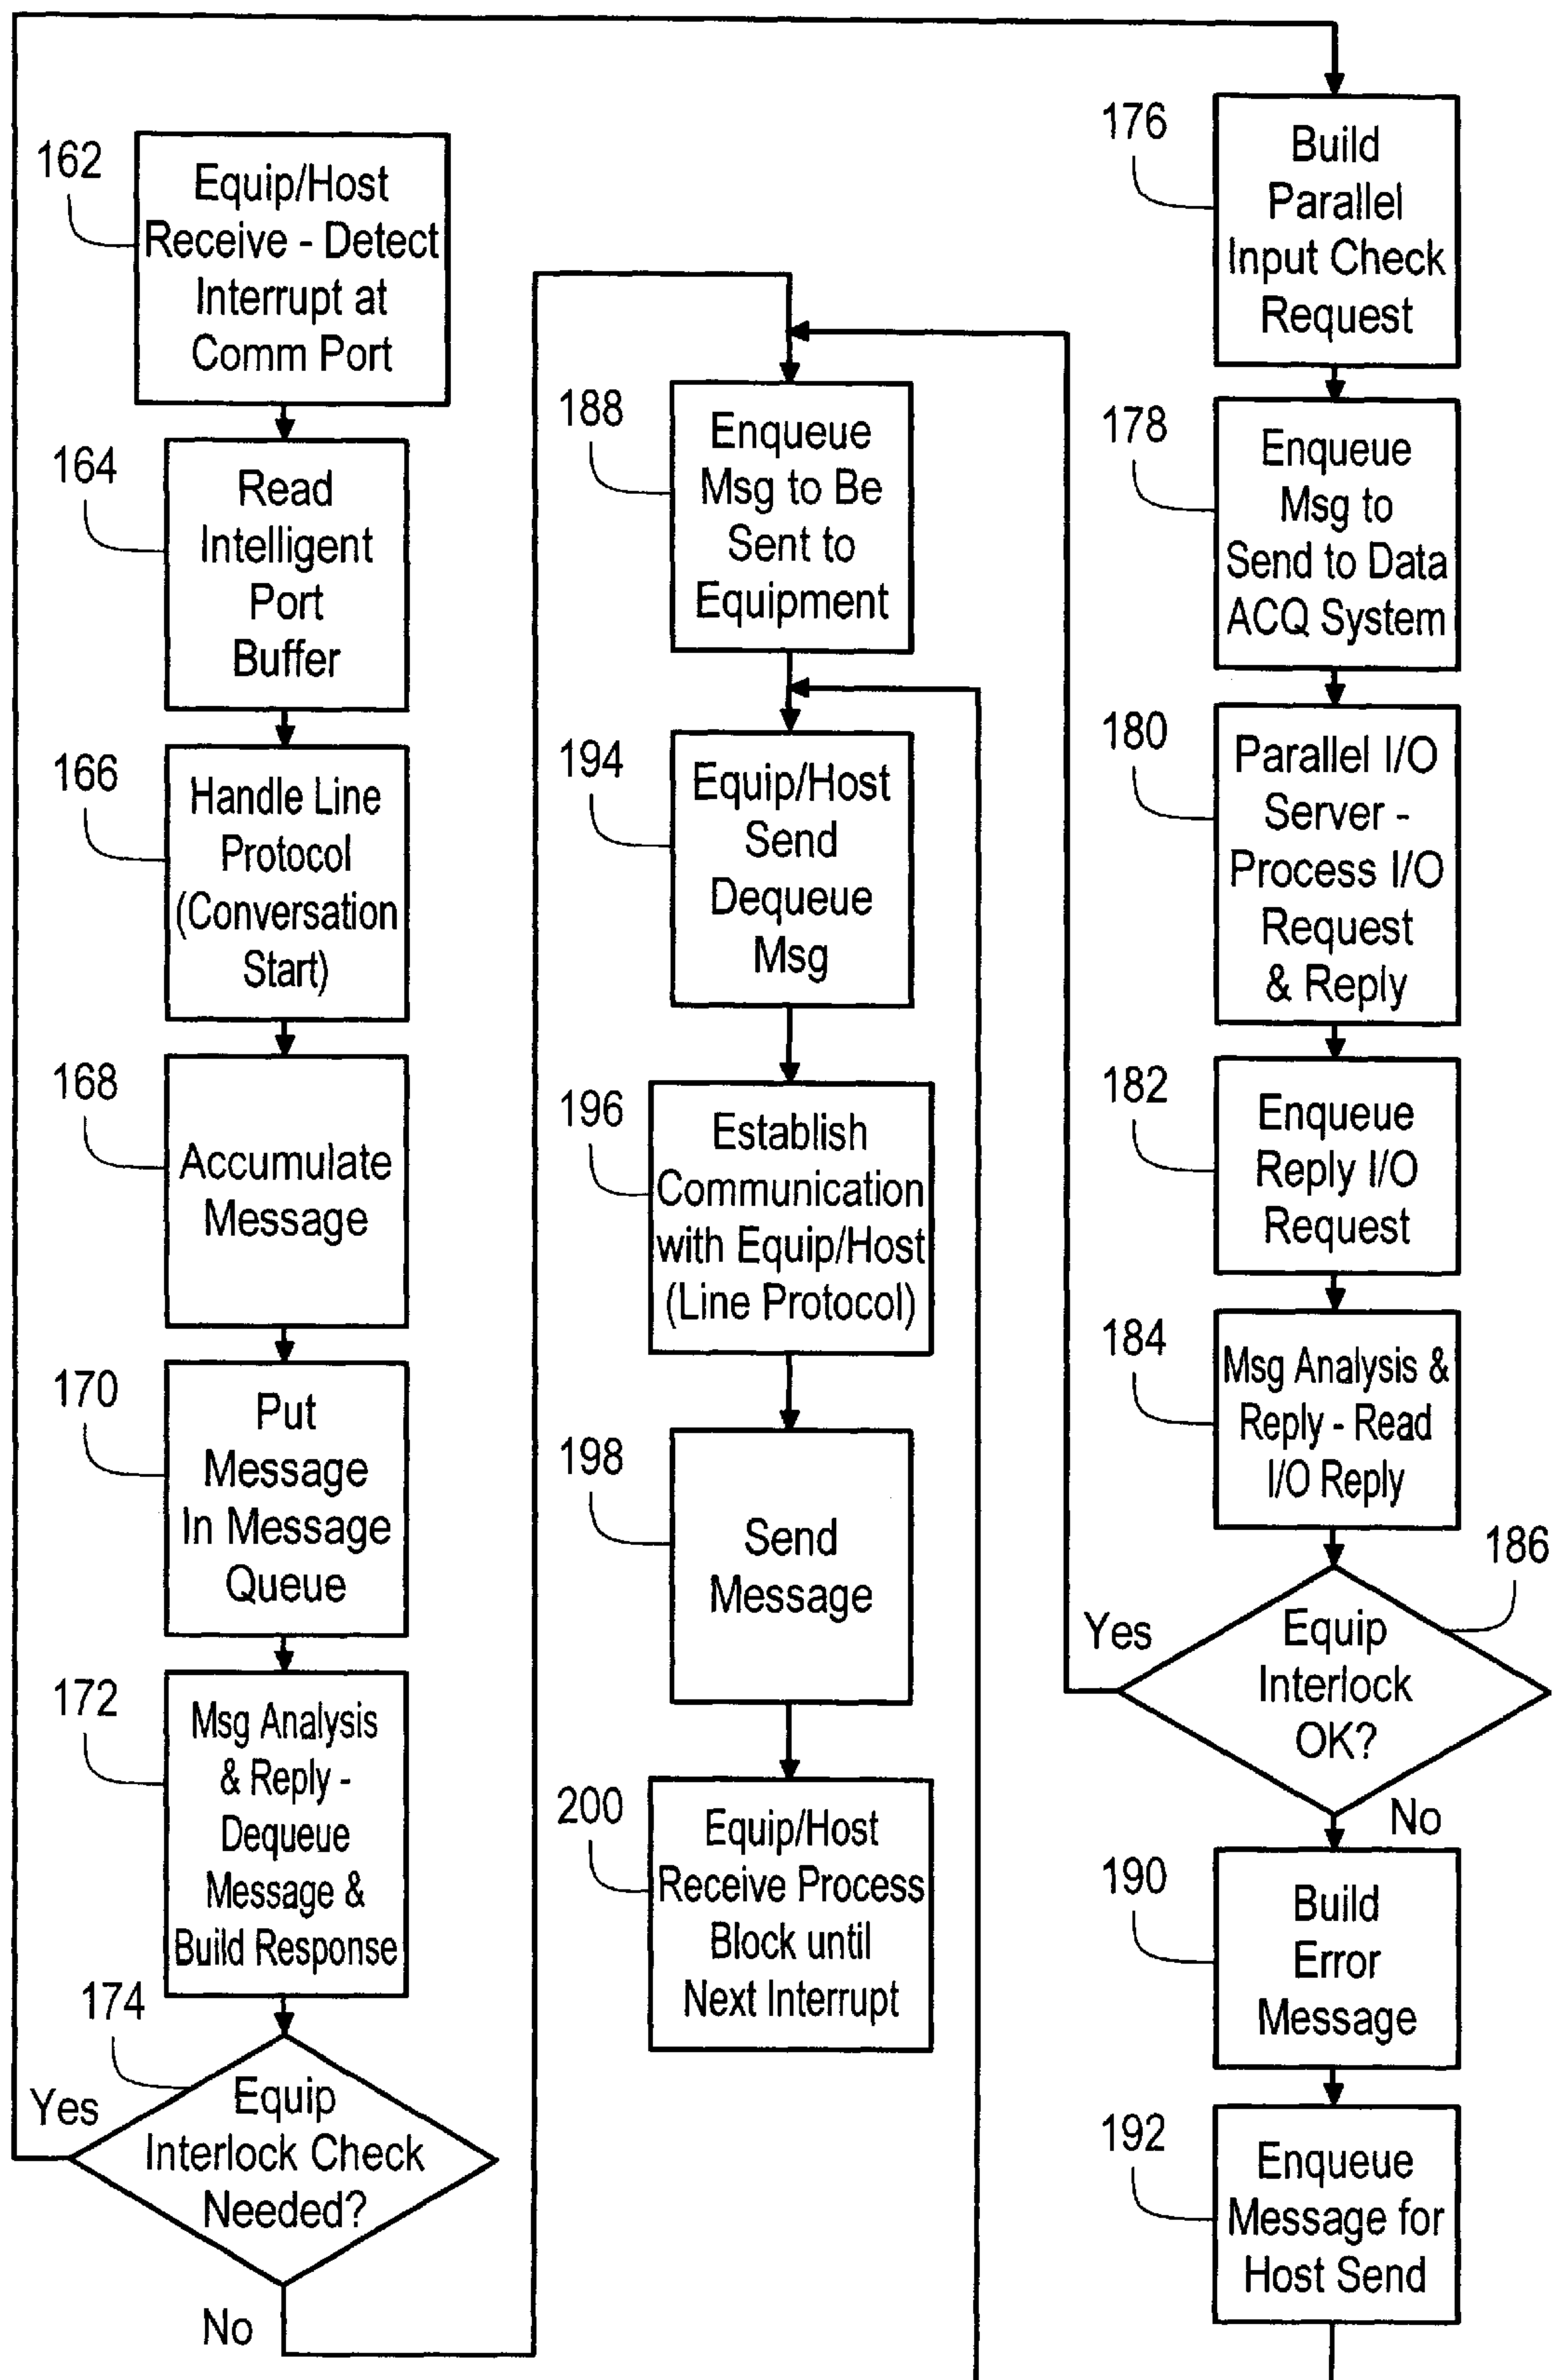 162
Equip/Host
Receive - Detect
Interrupt at
Comm Port
164
Read
Intelligent
Port
Buffer
166
Handle Line
Protocol
(Conversation
Start)
168
Accumulate
Message
170
Put
Message
In Message
Queue
172
Msg Analysis
& Reply -
Dequeue
Message &
Build Response
174
Equip
Interlock Check
Needed?
Yes
No
188
Enqueue
Msg to Be
Sent to
Equipment
194
Equip/Host
Send
Dequeue
Msg
196
Establish
Communication
with Equip/Host
(Line Protocol)
198
Send
Message
200
Equip/Host
Receive Process
Block until
Next Interrupt
176
Build
Parallel
Input Check
Request
178
Enqueue
Msg to
Send to Data
ACQ System
180
Parallel I/O
Server -
Process I/O
Request
& Reply
182
Enqueue
Reply I/O
Request
184
Msg Analysis &
Reply - Read
I/O Reply
186
Equip
Interlock
OK?
Yes
No
190
Build
Error
Message
192
Enqueue
Message for
Host Send